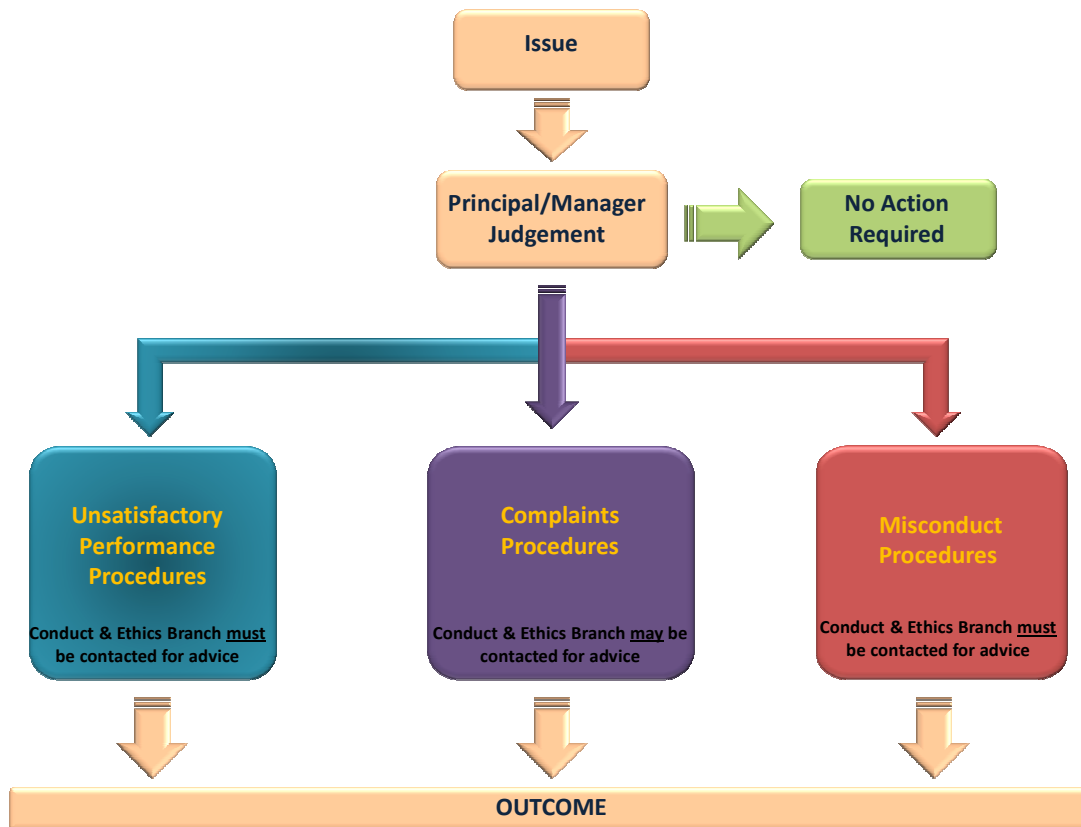 Issue
Principal/Manager
Judgement
No Action
Required
Unsatisfactory
Performance
Procedures
Conduct & Ethics Branch must
be contacted for advice
Complaints
Procedures
Conduct & Ethics Branch may be
contacted for advice
Misconduct
Procedures
Conduct & Ethics Branch must
be contacted for advice
OUTCOME